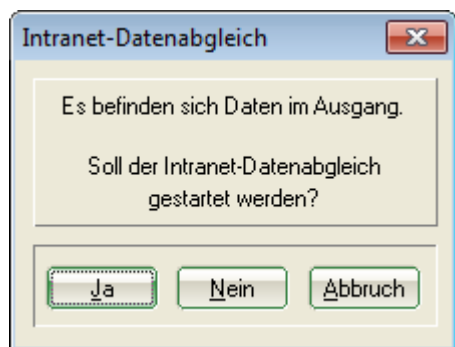 Intranet-Datenabgleich
Es befinden sich Daten im Ausgang.
Soll der Intranet-Datenabgleich
gestartet werden?
Ja
Nein
Abbruch